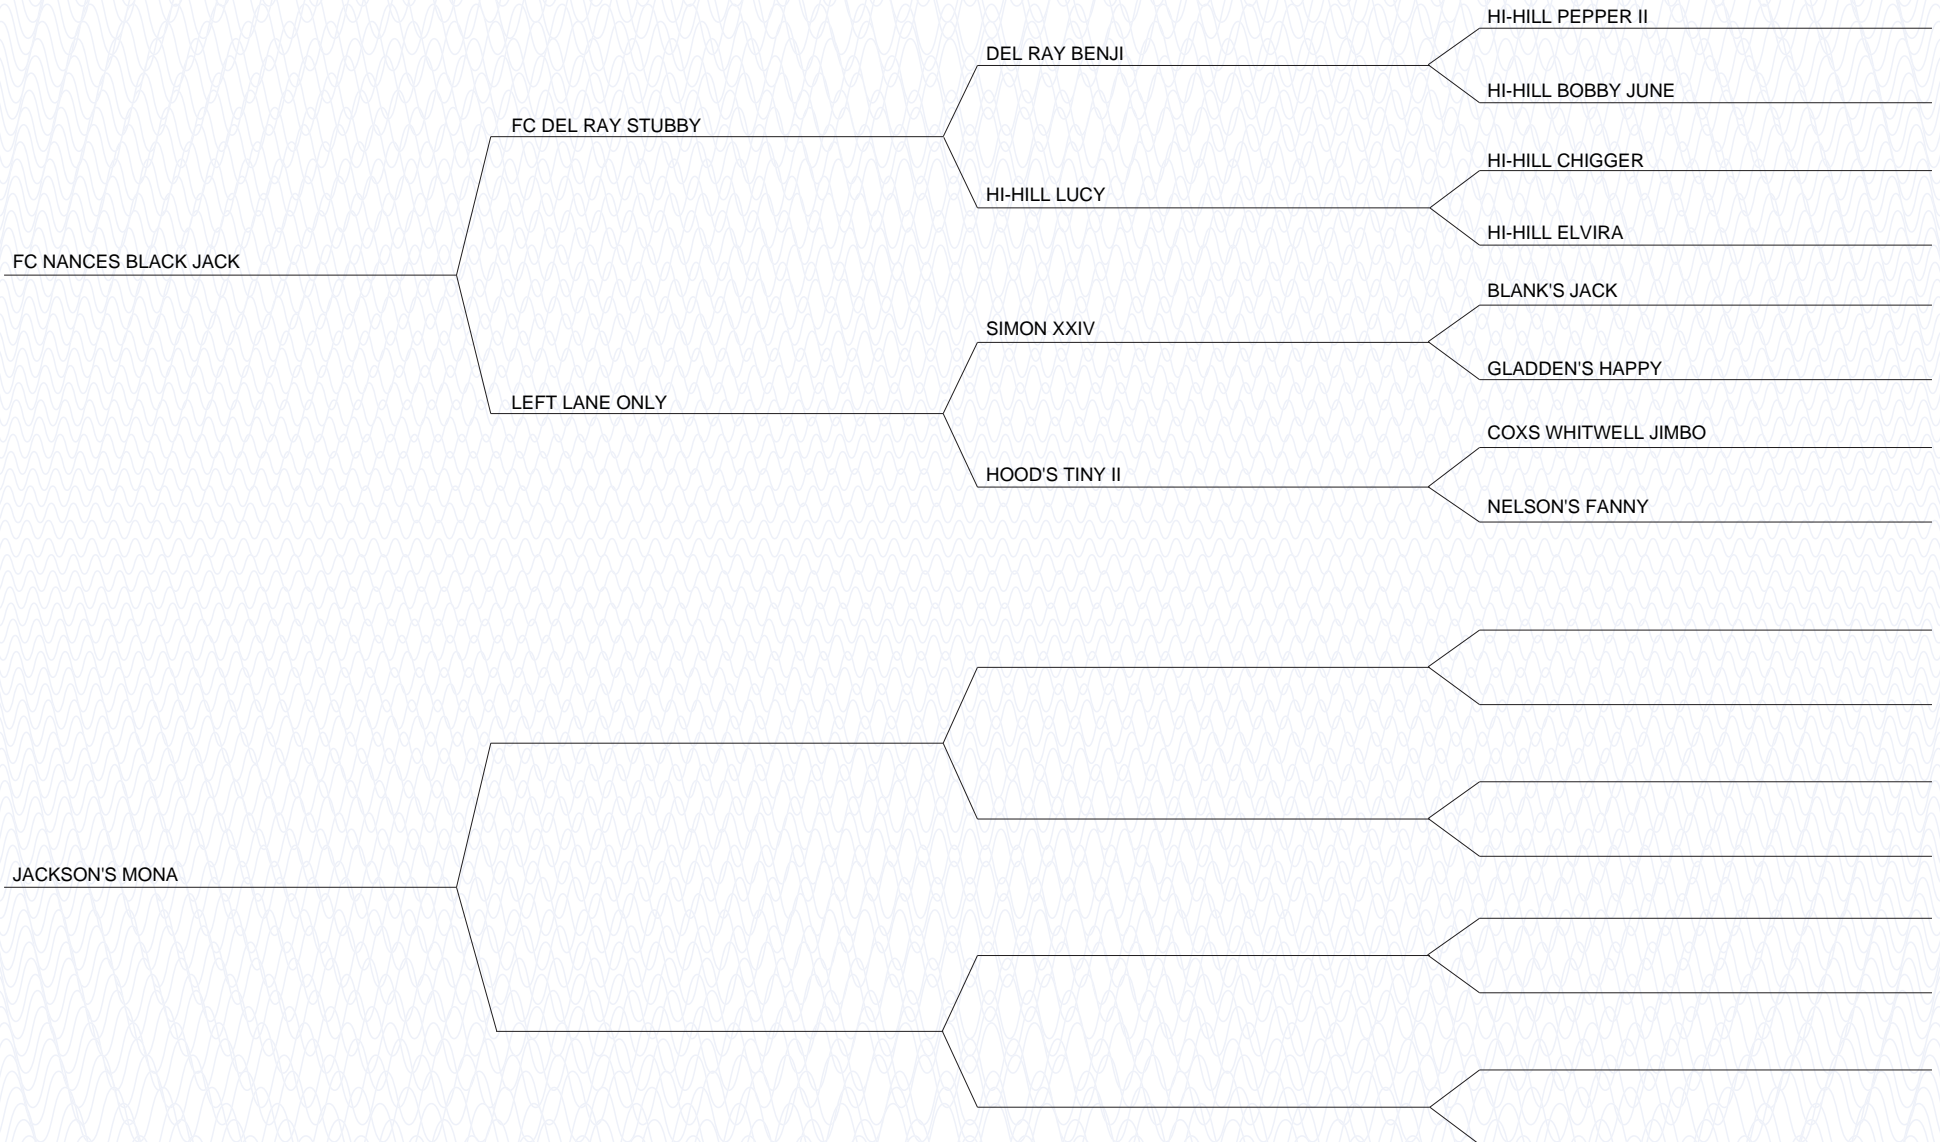 HI-HILL PEPPER II
DEL RAY BENJI
HI-HILL BOBBY JUNE
FC DEL RAY STUBBY
HI-HILL CHIGGER
HI-HILL LUCY
HI-HILL ELVIRA
FC NANCES BLACK JACK
BLANK'S JACK
SIMON XXIV
GLADDEN'S HAPPY
LEFT LANE ONLY
COXS WHITWELL JIMBO
HOOD'S TINY II
NELSON'S FANNY
JACKSON'S MONA